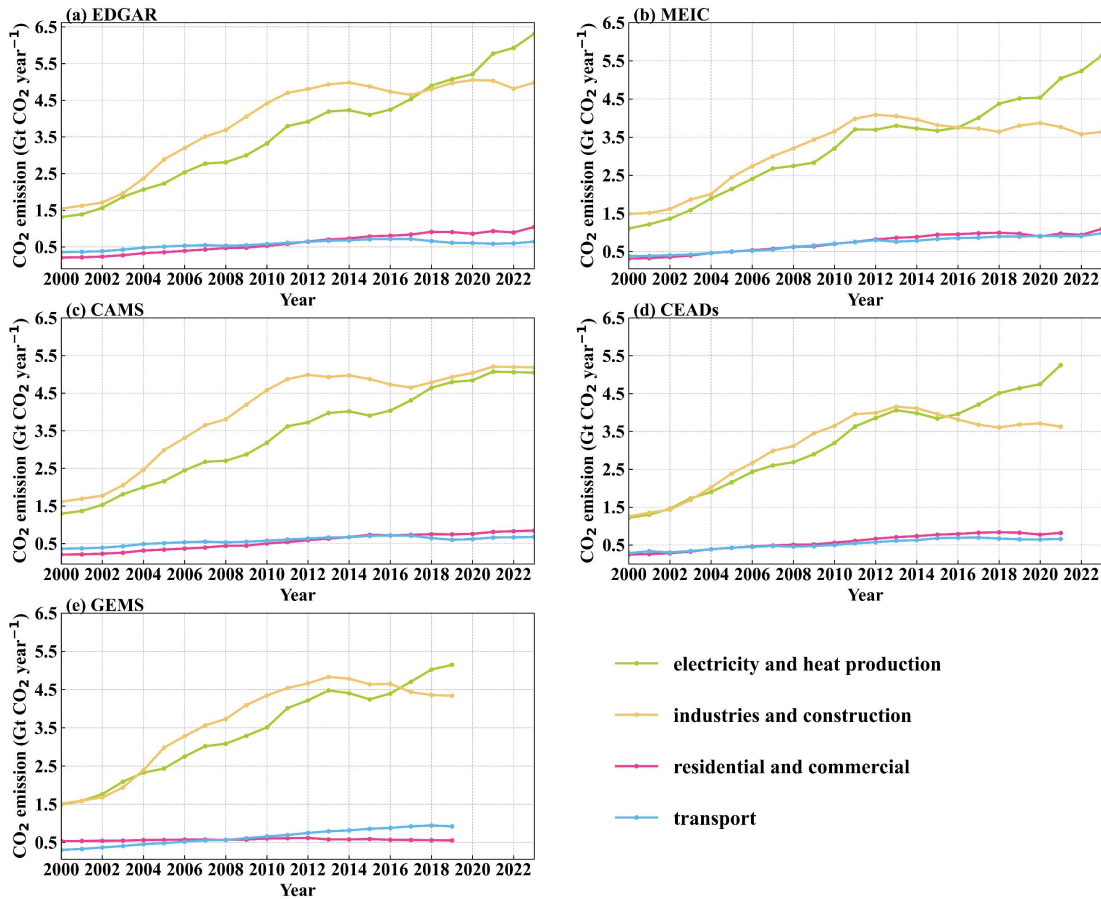 (a) EDGAR
CO₂ emission (Gt CO₂ year⁻¹)
6.5
5.5
4.5
3.5
2.5
1.5
0.5
2000 2002 2004 2006 2008 2010 2012 2014 2016 2018 2020 2022
Year
(b) MEIC
CO₂ emission (Gt CO₂ year⁻¹)
6.5
5.5
4.5
3.5
2.5
1.5
0.5
2000 2002 2004 2006 2008 2010 2012 2014 2016 2018 2020 2022
Year
(c) CAMS
CO₂ emission (Gt CO₂ year⁻¹)
6.5
5.5
4.5
3.5
2.5
1.5
0.5
2000 2002 2004 2006 2008 2010 2012 2014 2016 2018 2020 2022
Year
(d) CEADs
CO₂ emission (Gt CO₂ year⁻¹)
6.5
5.5
4.5
3.5
2.5
1.5
0.5
2000 2002 2004 2006 2008 2010 2012 2014 2016 2018 2020 2022
Year
(e) GEMS
CO₂ emission (Gt CO₂ year⁻¹)
6.5
5.5
4.5
3.5
2.5
1.5
0.5
2000 2002 2004 2006 2008 2010 2012 2014 2016 2018 2020 2022
Year
electricity and heat production
industries and construction
residential and commercial
transport